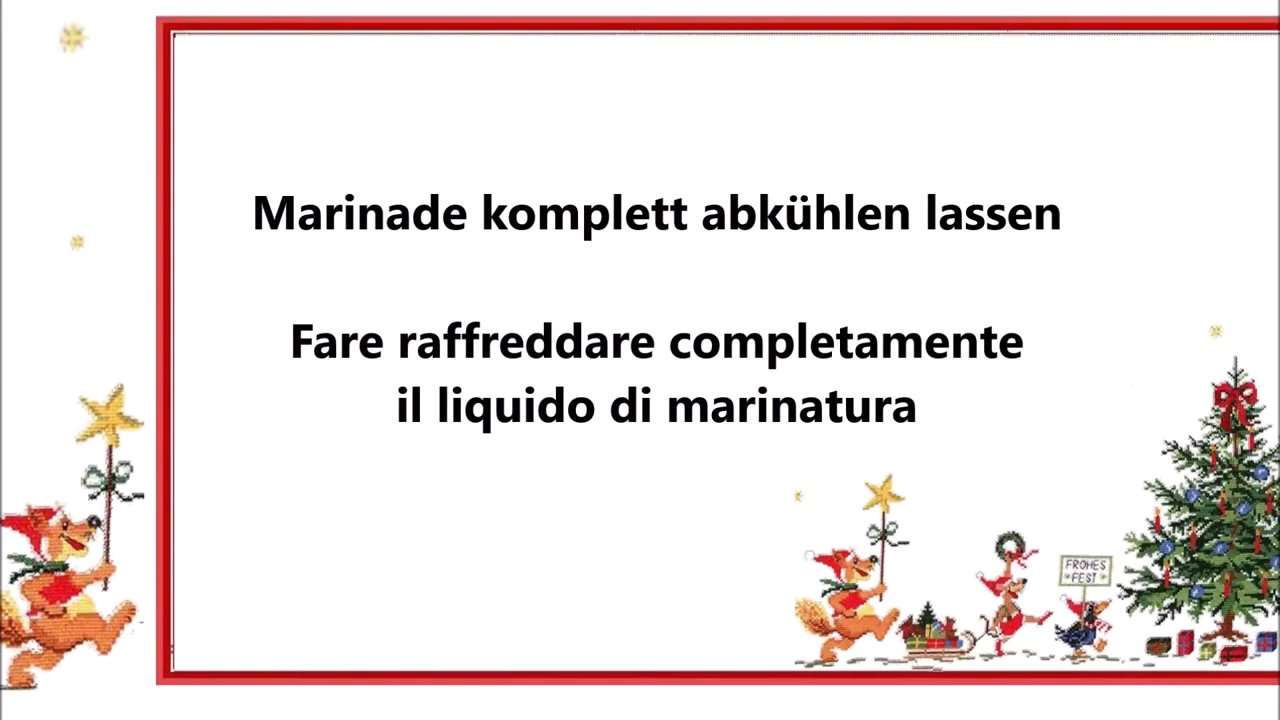 Marinade komplett abkühlen lassen
Fare raffreddare completamente
il liquido di marinatura
FROHES
FEST